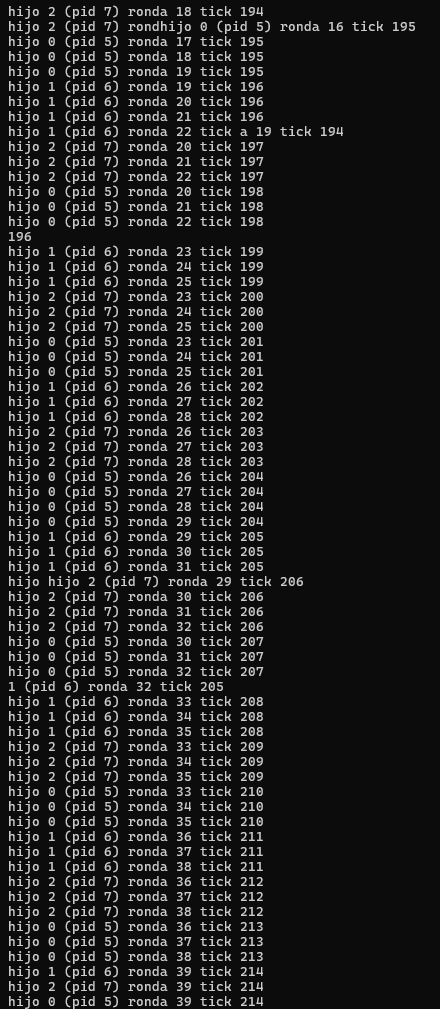 hijo 2 (pid 7) ronda 18 tick 194
hijo 2 (pid 7) rondhijo 0 (pid 5) ronda 16 tick 195
hijo 0 (pid 5) ronda 17 tick 195
hijo 0 (pid 5) ronda 18 tick 195
hijo 0 (pid 5) ronda 19 tick 195
hijo 1 (pid 6) ronda 19 tick 196
hijo 1 (pid 6) ronda 20 tick 196
hijo 1 (pid 6) ronda 21 tick 196
hijo 1 (pid 6) ronda 22 tick a 19 tick 194
hijo 2 (pid 7) ronda 20 tick 197
hijo 2 (pid 7) ronda 21 tick 197
hijo 2 (pid 7) ronda 22 tick 197
hijo 0 (pid 5) ronda 20 tick 198
hijo 0 (pid 5) ronda 21 tick 198
hijo 0 (pid 5) ronda 22 tick 198
196
hijo 1 (pid 6) ronda 23 tick 199
hijo 1 (pid 6) ronda 24 tick 199
hijo 1 (pid 6) ronda 25 tick 199
hijo 2 (pid 7) ronda 23 tick 200
hijo 2 (pid 7) ronda 24 tick 200
hijo 2 (pid 7) ronda 25 tick 200
hijo 0 (pid 5) ronda 23 tick 201
hijo 0 (pid 5) ronda 24 tick 201
hijo 0 (pid 5) ronda 25 tick 201
hijo 1 (pid 6) ronda 26 tick 202
hijo 1 (pid 6) ronda 27 tick 202
hijo 1 (pid 6) ronda 28 tick 202
hijo 2 (pid 7) ronda 26 tick 203
hijo 2 (pid 7) ronda 27 tick 203
hijo 2 (pid 7) ronda 28 tick 203
hijo 0 (pid 5) ronda 26 tick 204
hijo 0 (pid 5) ronda 27 tick 204
hijo 0 (pid 5) ronda 28 tick 204
hijo 0 (pid 5) ronda 29 tick 204
hijo 1 (pid 6) ronda 29 tick 205
hijo 1 (pid 6) ronda 30 tick 205
hijo 1 (pid 6) ronda 31 tick 205
hijo hijo 2 (pid 7) ronda 29 tick 206
hijo 2 (pid 7) ronda 30 tick 206
hijo 2 (pid 7) ronda 31 tick 206
hijo 2 (pid 7) ronda 32 tick 206
hijo 0 (pid 5) ronda 30 tick 207
hijo 0 (pid 5) ronda 31 tick 207
hijo 0 (pid 5) ronda 32 tick 207
1 (pid 6) ronda 32 tick 205
hijo 1 (pid 6) ronda 33 tick 208
hijo 1 (pid 6) ronda 34 tick 208
hijo 1 (pid 6) ronda 35 tick 208
hijo 2 (pid 7) ronda 33 tick 209
hijo 2 (pid 7) ronda 34 tick 209
hijo 2 (pid 7) ronda 35 tick 209
hijo 0 (pid 5) ronda 33 tick 210
hijo 0 (pid 5) ronda 34 tick 210
hijo 0 (pid 5) ronda 35 tick 210
hijo 1 (pid 6) ronda 36 tick 211
hijo 1 (pid 6) ronda 37 tick 211
hijo 1 (pid 6) ronda 38 tick 211
hijo 2 (pid 7) ronda 36 tick 212
hijo 2 (pid 7) ronda 37 tick 212
hijo 2 (pid 7) ronda 38 tick 212
hijo 0 (pid 5) ronda 36 tick 213
hijo 0 (pid 5) ronda 37 tick 213
hijo 0 (pid 5) ronda 38 tick 213
hijo 1 (pid 6) ronda 39 tick 214
hijo 2 (pid 7) ronda 39 tick 214
hijo 0 (pid 5) ronda 39 tick 214